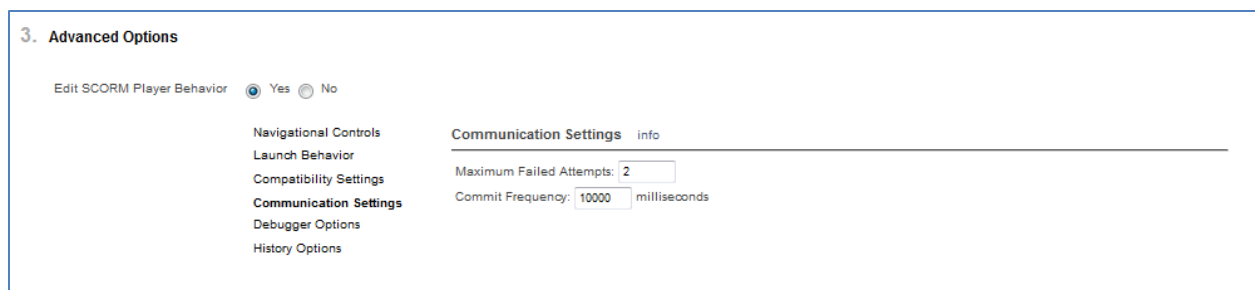 3. Advanced Options
Edit SCORM Player Behavior Yes No
Navigational Controls
Launch Behavior
Compatibility Settings
Communication Settings
Debugger Options
History Options
Communication Settings info
Maximum Failed Attempts: 2
Commit Frequency: 10000 milliseconds